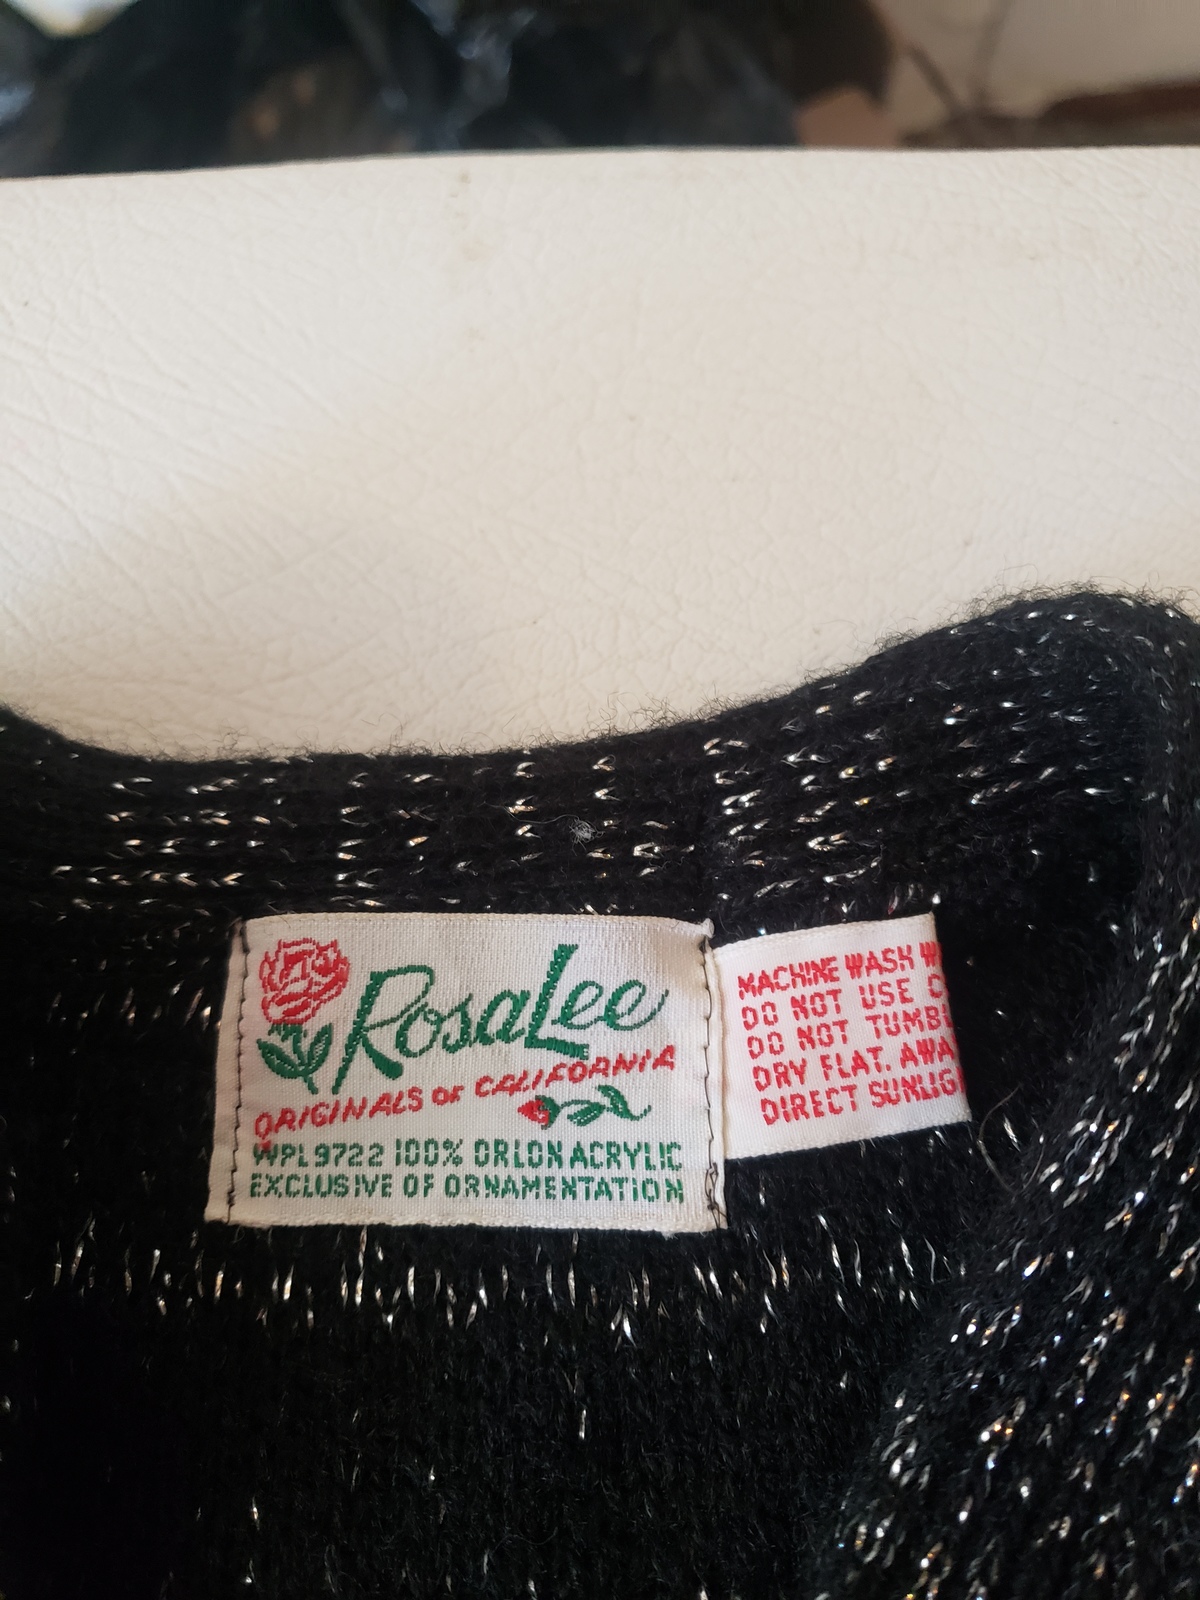 RosaLee
ORIGINALS OF CALIFORNIA
WPL9722 100% ORLON ACRYLIC
EXCLUSIVE OF ORNAMENTATION
MACHINE WASH W
DO NOT USE C
DO NOT TUMB
DRY FLAT. AWA
DIRECT SUNLIG